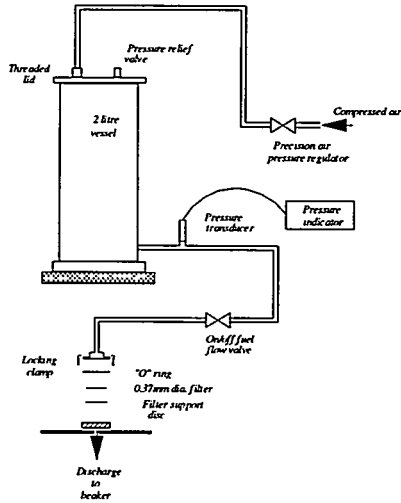 Pressure relief
valve
Threaded
lid
2 litre
vessel
Compressed air
Precision air
pressure regulator
Pressure
transducer
Pressure
indicator
On/off fuel
flow valve
Locking
clamp
"O" ring
0.37mm dia. filter
Filter support
disc
Discharge
to
beaker